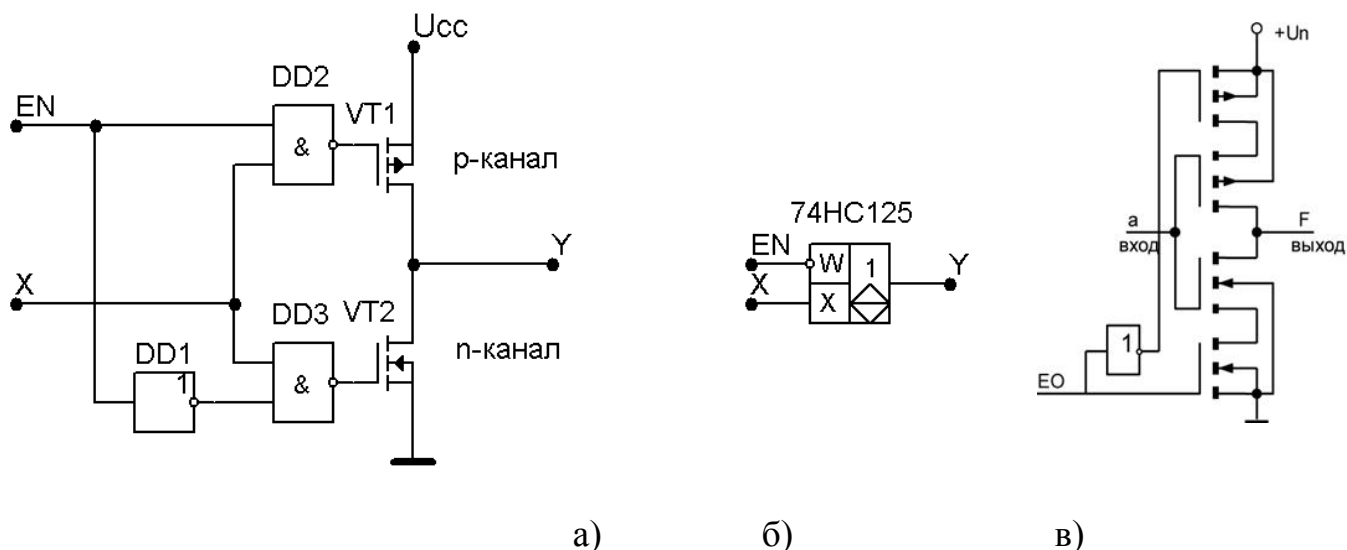 Ucc
DD2
EN
VT1
&
р-канал
X
Y
DD3
VT2
DD1
1
&
n-канал
а)
74HC125
EN
W
1
Y
X
X
б)
+Un
a
вход
F
выход
1
EO
в)